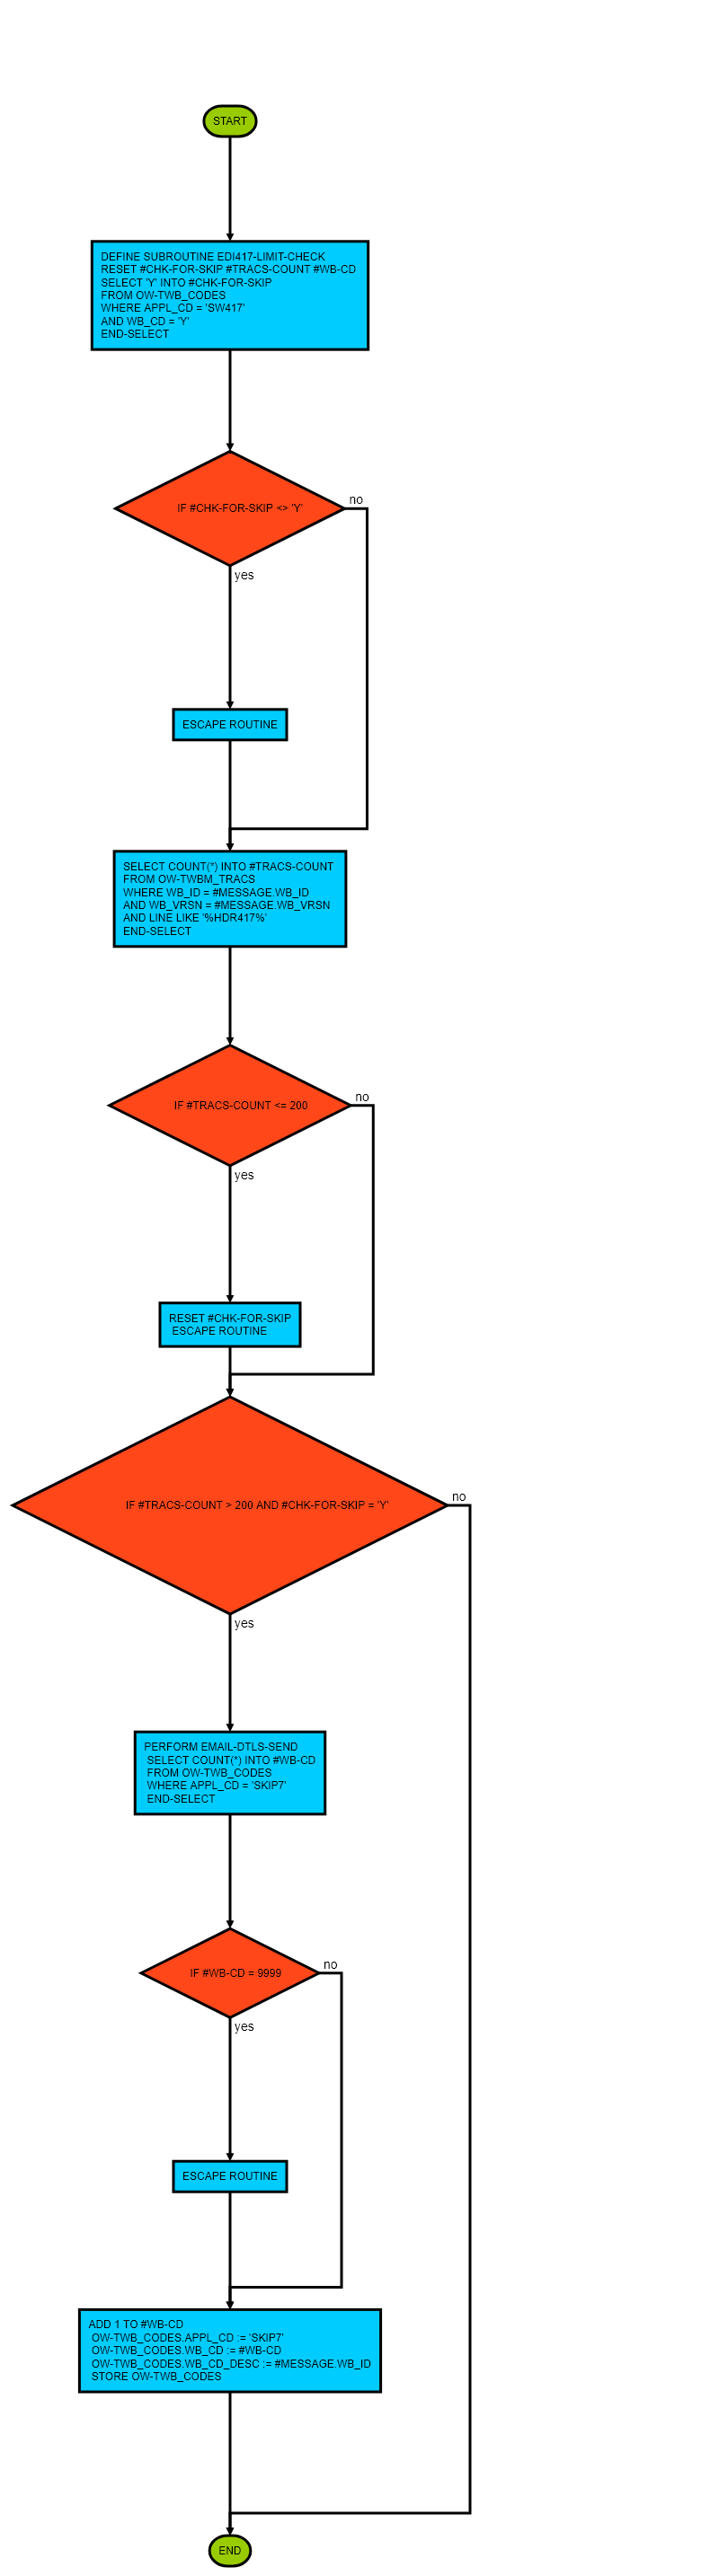 START
DEFINE SUBROUTINE EDI417-LIMIT-CHECK
RESET #CHK-FOR-SKIP #TRACS-COUNT #WB-CD
SELECT 'Y' INTO #CHK-FOR-SKIP
FROM OW-TWB_CODES
WHERE APPL_CD = 'SW417'
AND WB_CD = 'Y'
END-SELECT
IF #CHK-FOR-SKIP <> 'Y'
no
yes
ESCAPE ROUTINE
SELECT COUNT(*) INTO #TRACS-COUNT
FROM OW-TWBM_TRACS
WHERE WB_ID = #MESSAGE.WB_ID
AND WB_VRSN = #MESSAGE.WB_VRSN
AND LINE LIKE '%HDR417%'
END-SELECT
IF #TRACS-COUNT <= 200
no
yes
RESET #CHK-FOR-SKIP
ESCAPE ROUTINE
IF #TRACS-COUNT > 200 AND #CHK-FOR-SKIP = 'Y'
no
yes
PERFORM EMAIL-DTLS-SEND
SELECT COUNT(*) INTO #WB-CD
FROM OW-TWB_CODES
WHERE APPL_CD = 'SKIP7'
END-SELECT
IF #WB-CD = 9999
no
yes
ESCAPE ROUTINE
ADD 1 TO #WB-CD
OW-TWB_CODES.APPL_CD := 'SKIP7'
OW-TWB_CODES.WB_CD := #WB-CD
OW-TWB_CODES.WB_CD_DESC := #MESSAGE.WB_ID
STORE OW-TWB_CODES
END